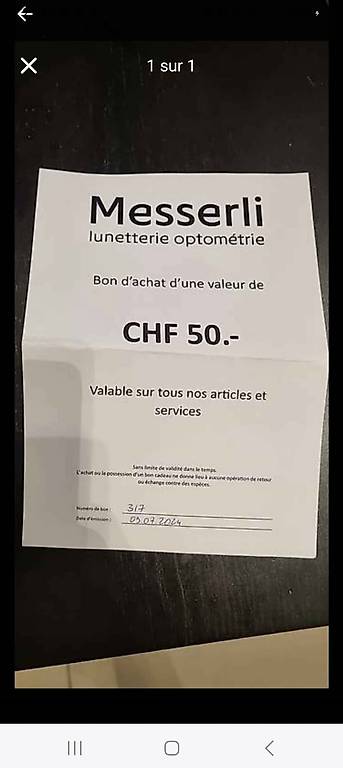 1 sur 1
Messerli
lunetterie optométrie
Bon d'achat d'une valeur de
CHF 50.-
Valable sur tous nos articles et
services
Sans limite de validité dans le temps.
L'achat ou la possession d'un bon cadeau ne donne lieu à aucune opération de retour
ou échange contre des espèces.
Numéro de bon : 317
Date d'émission : 03.07.2024